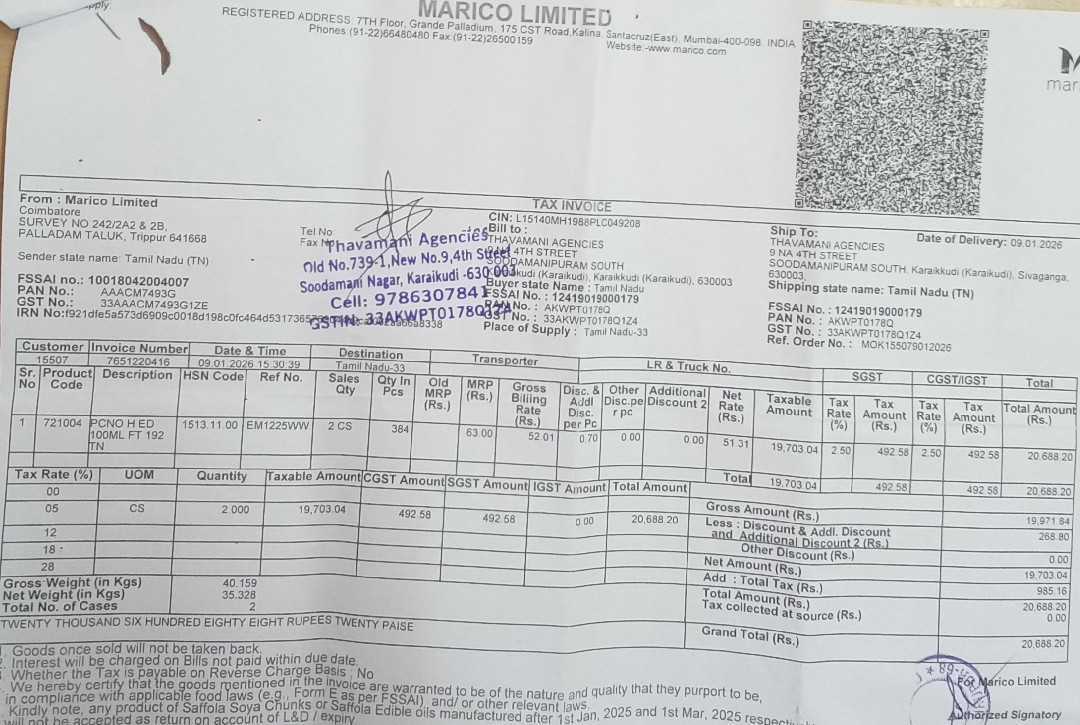 pply.
MARICO LIMITED
REGISTERED ADDRESS: 7TH Floor, Grande Palladium, 175 CST Road,Kalina, Santacruz(East), Mumbai-400-098. INDIA
Phones:(91-22)66480480 Fax:(91-22)26500159 Website:-www.marico.com
mari
TAX INVOICE
From : Marico Limited
Coimbatore
SURVEY NO 242/2A2 & 2B,
PALLADAM TALUK, Trippur 641668
Sender state name: Tamil Nadu (TN)
FSSAI no.: 10018042004007
PAN No.: AAACM7493G
GST No.: 33AAACM7493G1ZE
Tel No
Fax No
Thavamani Agencies
Old No.739-1,New No.9,4th Street
Soodamani Nagar, Karaikudi -630 003
Cell: 9786307841
CIN: L15140MH1988PLC049208
Bill to :
THAVAMANI AGENCIES
4TH STREET
SOODAMANIPURAM SOUTH
(Karaikudi), Karaikkudi (Karaikudi), 630003
Buyer state Name : Tamil Nadu
FSSAI No. : 12419019000179
PAN No. : AKWPT0178Q
GST No. : 33AKWPT0178Q1Z4
Place of Supply : Tamil Nadu-33
Ship To:
Date of Delivery: 09.01.2026
THAVAMANI AGENCIES
9 NA 4TH STREET
SOODAMANIPURAM SOUTH, Karaikkudi (Karaikudi), Sivaganga,
630003
Shipping state name: Tamil Nadu (TN)
FSSAI No. : 12419019000179
PAN No. : AKWPT0178Q
GST No. : 33AKWPT0178Q1Z4
Ref. Order No. : MOK155079012026
Customer Invoice Number Date & Time Destination Transporter LR & Truck No. SGST CGST/IGST Total
15507 7651220416 09.01.2026 15:30:39 Tamil Nadu-33
Sr. No Product Code Description HSN Code Ref No. Sales Qty Qty In Pcs Old MRP (Rs.) MRP (Rs.) Gross Billing Rate (Rs.) Disc. & Addl Disc. per Pc Other Disc.per pc Additional Discount 2 Net Rate (Rs.) Taxable Amount Tax Rate (%) Tax Amount (Rs.) Tax Rate (%) Tax Amount (Rs.) Total Amount (Rs.)
1 721004 PCNO H ED 100ML FT 192 TN 1513.11.00 EM1225WW 2 CS 384 63.00 52.01 0.70 0.00 0.00 51.31 19,703.04 2.50 492.58 2.50 492.58 20,688.20
Total 19,703.04 492.58 492.58 20,688.20
Tax Rate (%) UOM Quantity Taxable Amount CGST Amount SGST Amount IGST Amount Total Amount
00
05 CS 2.000 19,703.04 492.58 492.58 0.00 20,688.20
12
18
28
Gross Amount (Rs.) 19,971.84
Less : Discount & Addl. Discount
and Additional Discount 2 (Rs.) 268.80
Other Discount (Rs.) 0.00
Net Amount (Rs.) 19,703.04
Add : Total Tax (Rs.) 985.16
Total Amount (Rs.) 20,688.20
Tax collected at source (Rs.) 0.00
Grand Total (Rs.) 20,688.20
Gross Weight (in Kgs) 40.159
Net Weight (in Kgs) 35.328
Total No. of Cases 2
TWENTY THOUSAND SIX HUNDRED EIGHTY EIGHT RUPEES TWENTY PAISE
. Goods once sold will not be taken back.
. Interest will be charged on Bills not paid within due date.
Whether the Tax is payable on Reverse Charge Basis : No
We hereby certify that the goods mentioned in the invoice are warranted to be of the nature and quality that they purport to be,
in compliance with applicable food laws (e.g., Form E as per FSSAI) and/ or other relevant laws.
Kindly note, any product of Saffola Soya Chunks or Saffola Edible oils manufactured after 1st Jan, 2025 and 1st Mar, 2025
will not be accepted as return on account of L&D / expiry
For Marico Limited
Authorized Signatory